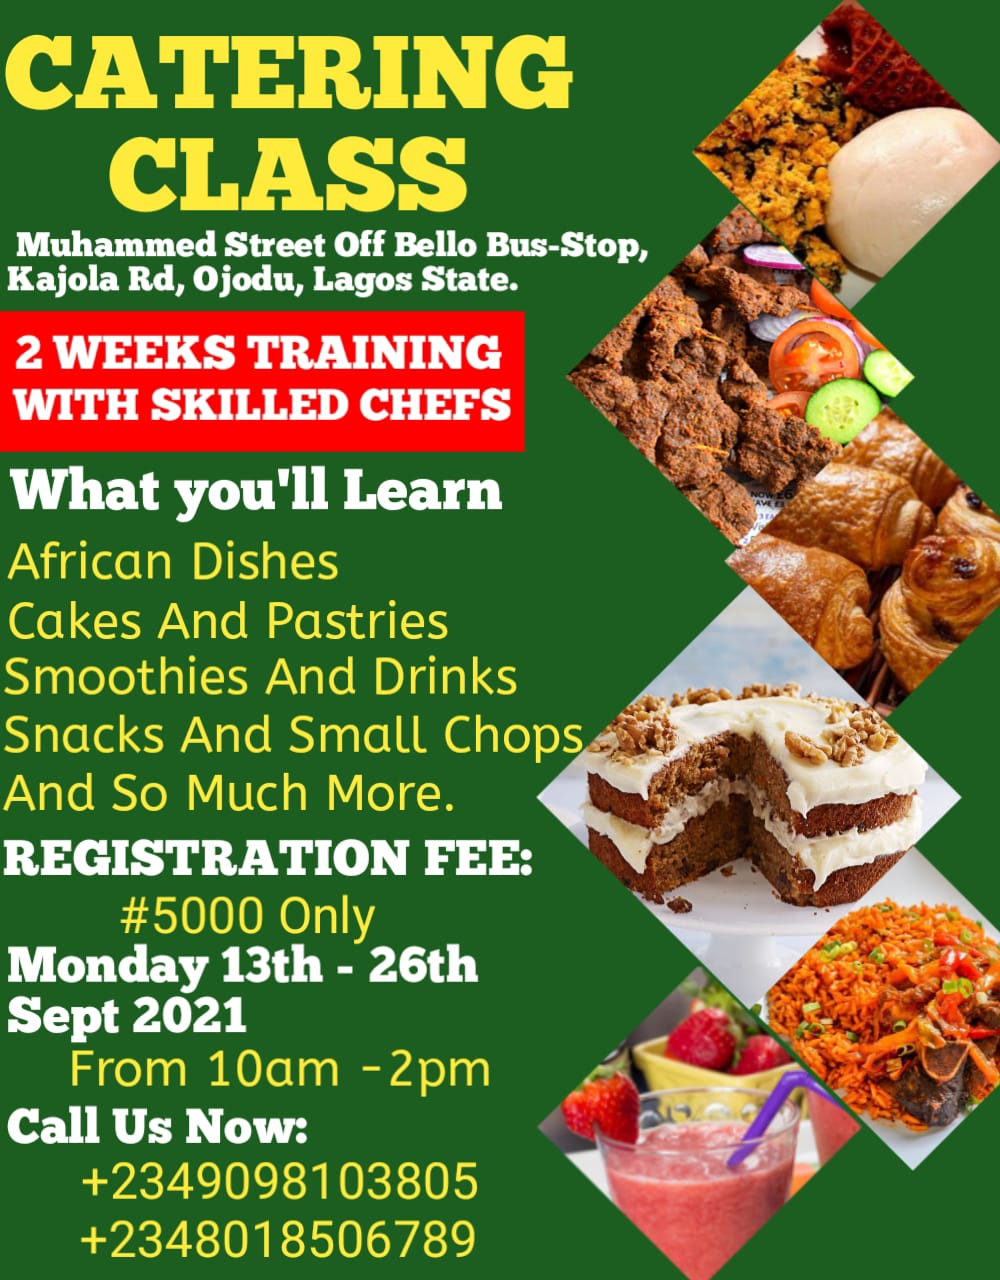 CATERING
CLASS
Muhammed Street Off Bello Bus-Stop,
Kajola Rd, Ojodu, Lagos State.
2 WEEKS TRAINING
WITH SKILLED CHEFS
What you'll Learn
African Dishes
Cakes And Pastries
Smoothies And Drinks
Snacks And Small Chops
And So Much More.
REGISTRATION FEE:
#5000 Only
Monday 13th - 26th
Sept 2021
From 10am -2pm
Call Us Now:
+2349098103805
+2348018506789
NOW £6